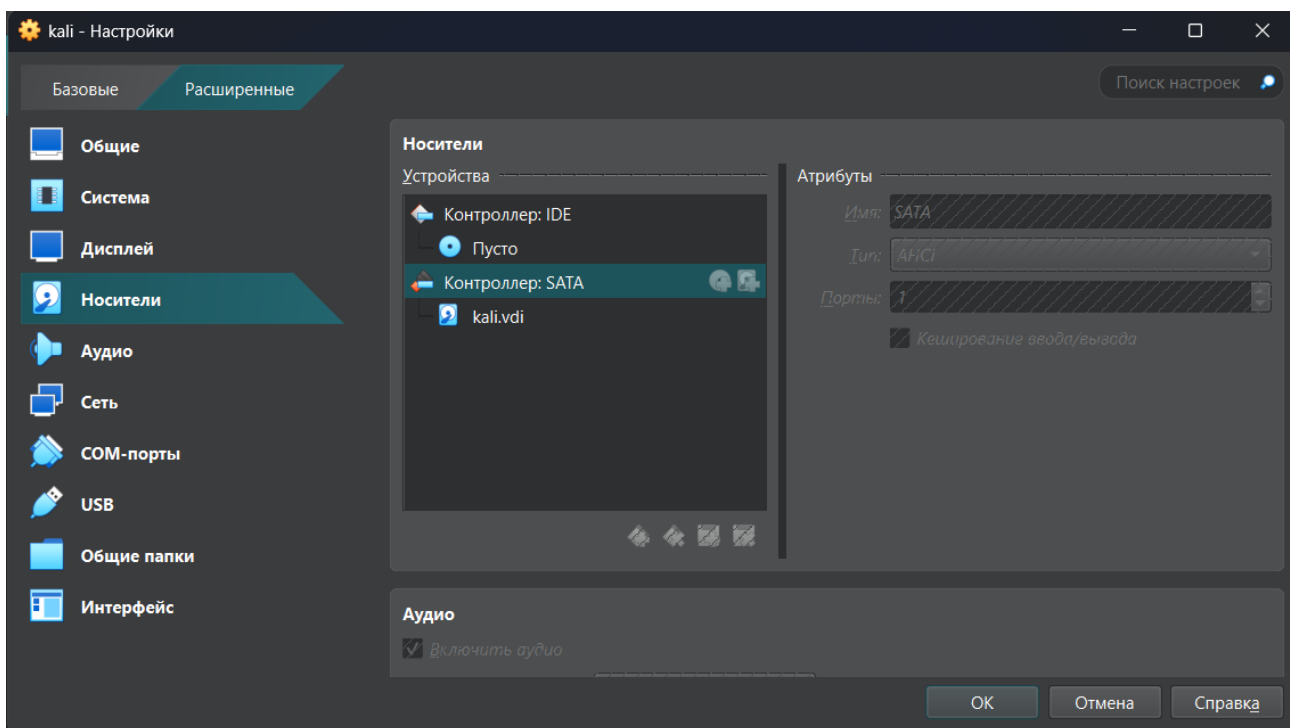 kali - Настройки
Базовые
Расширенные
Поиск настроек
Общие
Система
Дисплей
Носители
Аудио
Сеть
COM-порты
USB
Общие папки
Интерфейс
Носители
Устройства
Контроллер: IDE
Пусто
Контроллер: SATA
kali.vdi
Атрибуты
Имя: SATA
Тип: AHCI
Порты: 1
Кеширование ввода/вывода
Аудио
Включить аудио
OK
Отмена
Справка